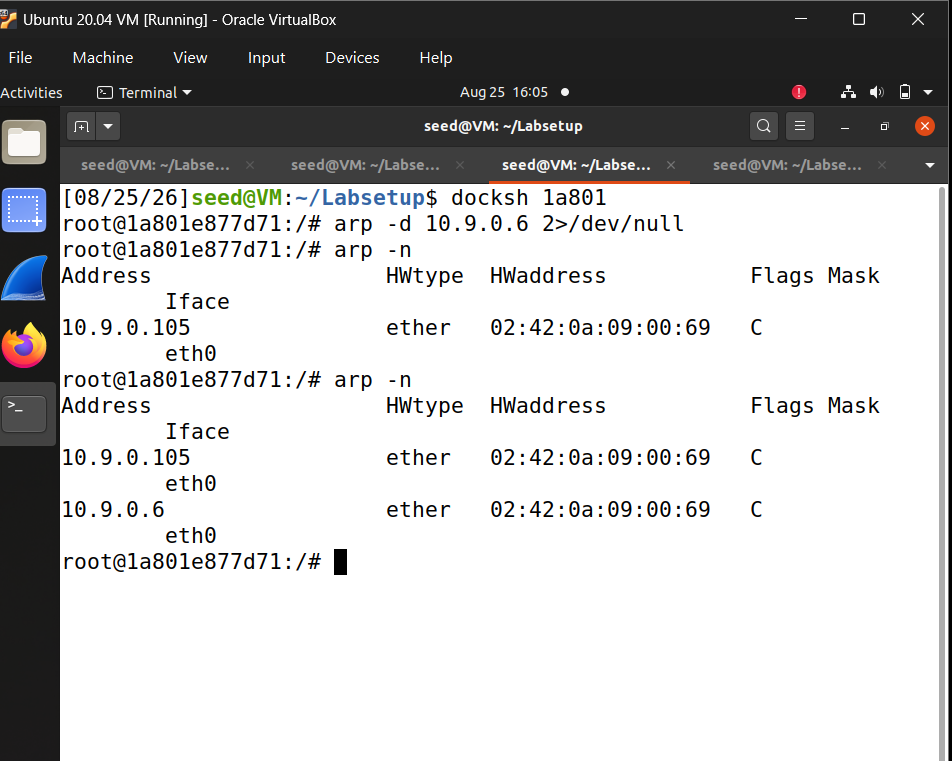 Ubuntu 20.04 VM [Running] - Oracle VirtualBox
File Machine View Input Devices Help
Activities Terminal Aug 25 16:05
seed@VM: ~/Labsetup
seed@VM: ~/Labse... seed@VM: ~/Labse... seed@VM: ~/Labse... seed@VM: ~/Labse...
[08/25/26]seed@VM:~/Labsetup$ docksh 1a801
root@1a801e877d71:/# arp -d 10.9.0.6 2>/dev/null
root@1a801e877d71:/# arp -n
Address HWtype HWaddress Flags Mask
Iface
10.9.0.105 ether 02:42:0a:09:00:69 C
eth0
root@1a801e877d71:/# arp -n
Address HWtype HWaddress Flags Mask
Iface
10.9.0.105 ether 02:42:0a:09:00:69 C
eth0
10.9.0.6 ether 02:42:0a:09:00:69 C
eth0
root@1a801e877d71:/#